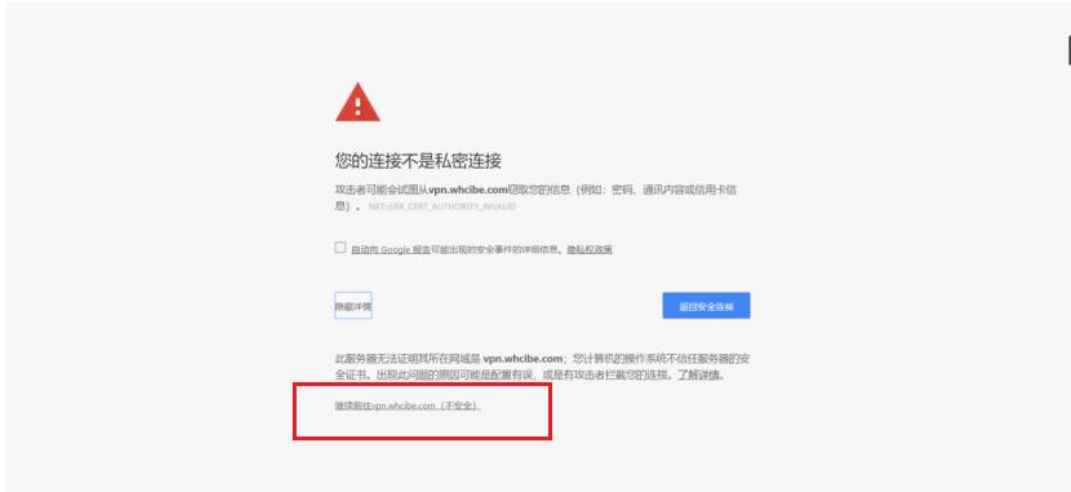 您的连接不是私密连接
攻击者可能会试图从vpn.whcibe.com窃取您的信息（例如：密码、通讯内容或信用卡信
息）。 NET::ERR_CERT_AUTHORITY_INVALID
自动向 Google 报告可能出现的安全事件的详细信息。隐私权政策
隐藏详情
返回安全连接
此服务器无法证明其所在网域是 vpn.whcibe.com；您计算机的操作系统不信任服务器的安
全证书。出现此问题的原因可能是配置有误，或是有攻击者拦截您的连接。了解详情。
继续前往vpn.whcibe.com（不安全）